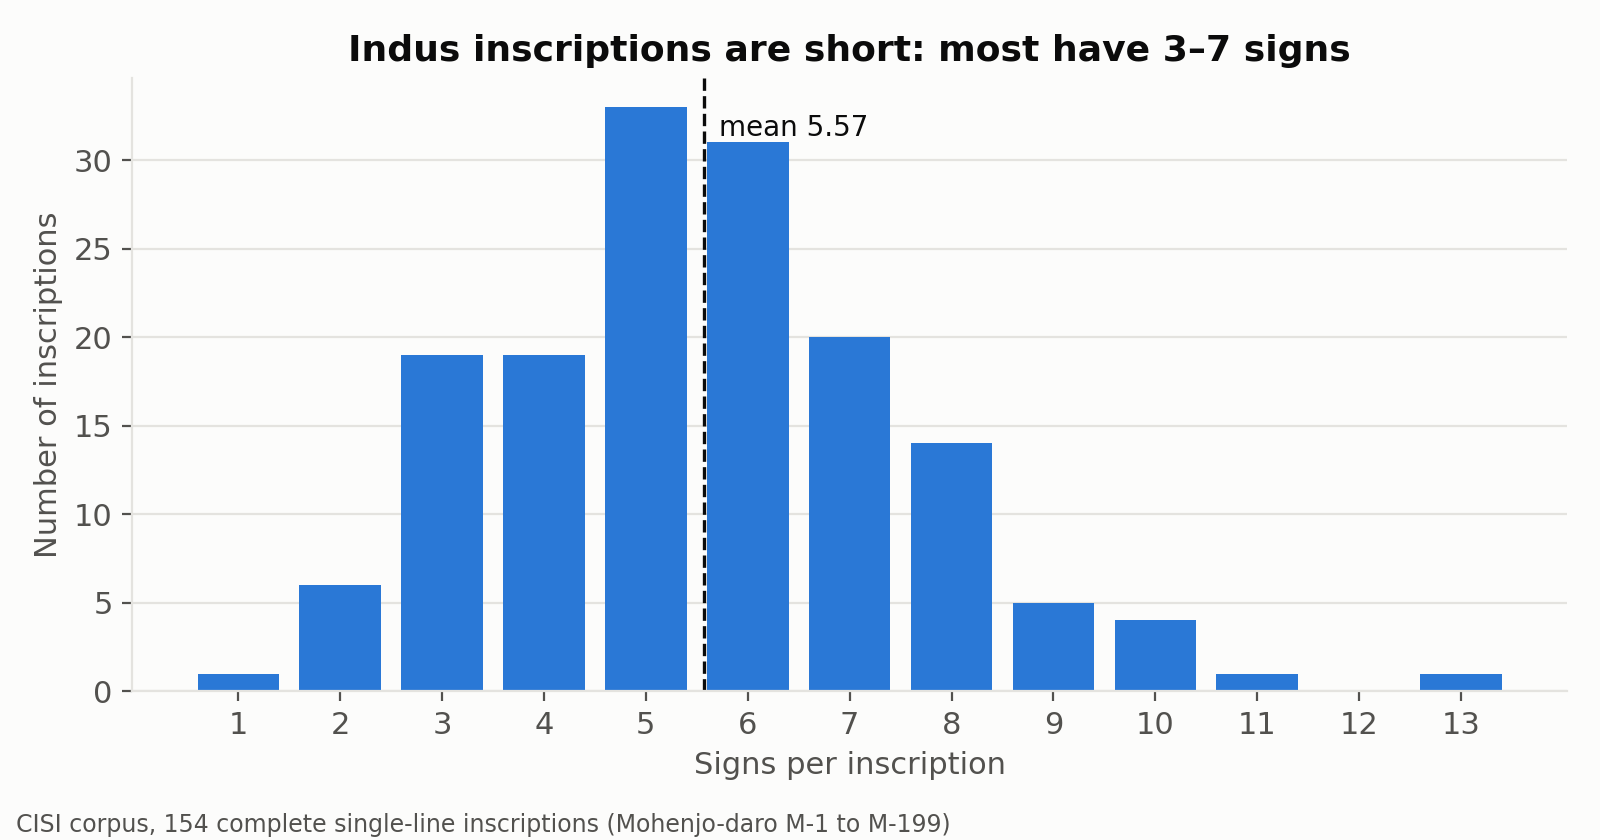 Indus inscriptions are short: most have 3–7 signs
mean 5.57
Number of inscriptions
30
25
20
15
10
5
0
1 2 3 4 5 6 7 8 9 10 11 12 13
Signs per inscription
CISI corpus, 154 complete single-line inscriptions (Mohenjo-daro M-1 to M-199)